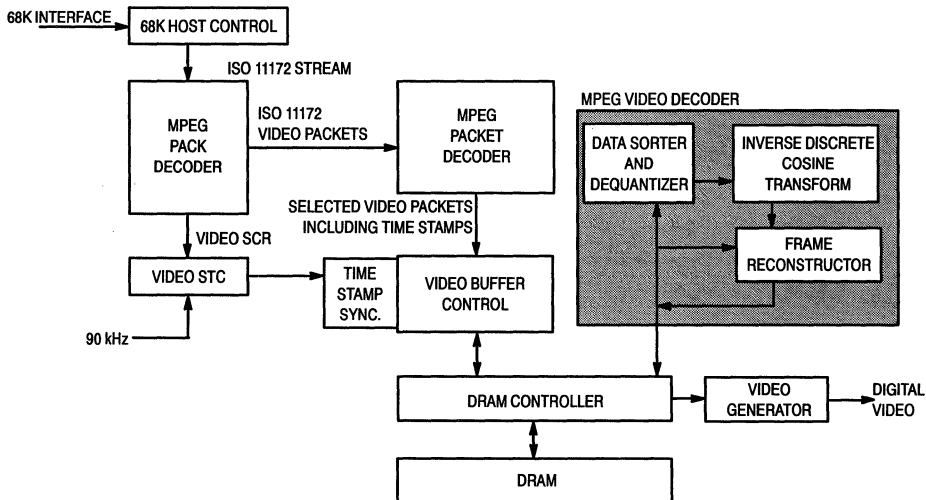 68K INTERFACE
68K HOST CONTROL
ISO 11172 STREAM
MPEG
PACK
DECODER
ISO 11172
VIDEO PACKETS
MPEG
PACKET
DECODER
MPEG VIDEO DECODER
DATA SORTER
AND
DEQUANTIZER
INVERSE DISCRETE
COSINE
TRANSFORM
FRAME
RECONSTRUCTOR
SELECTED VIDEO PACKETS
INCLUDING TIME STAMPS
VIDEO SCR
VIDEO STC
TIME
STAMP
SYNC.
VIDEO BUFFER
CONTROL
90 kHz
DRAM CONTROLLER
VIDEO
GENERATOR
DIGITAL
VIDEO
DRAM